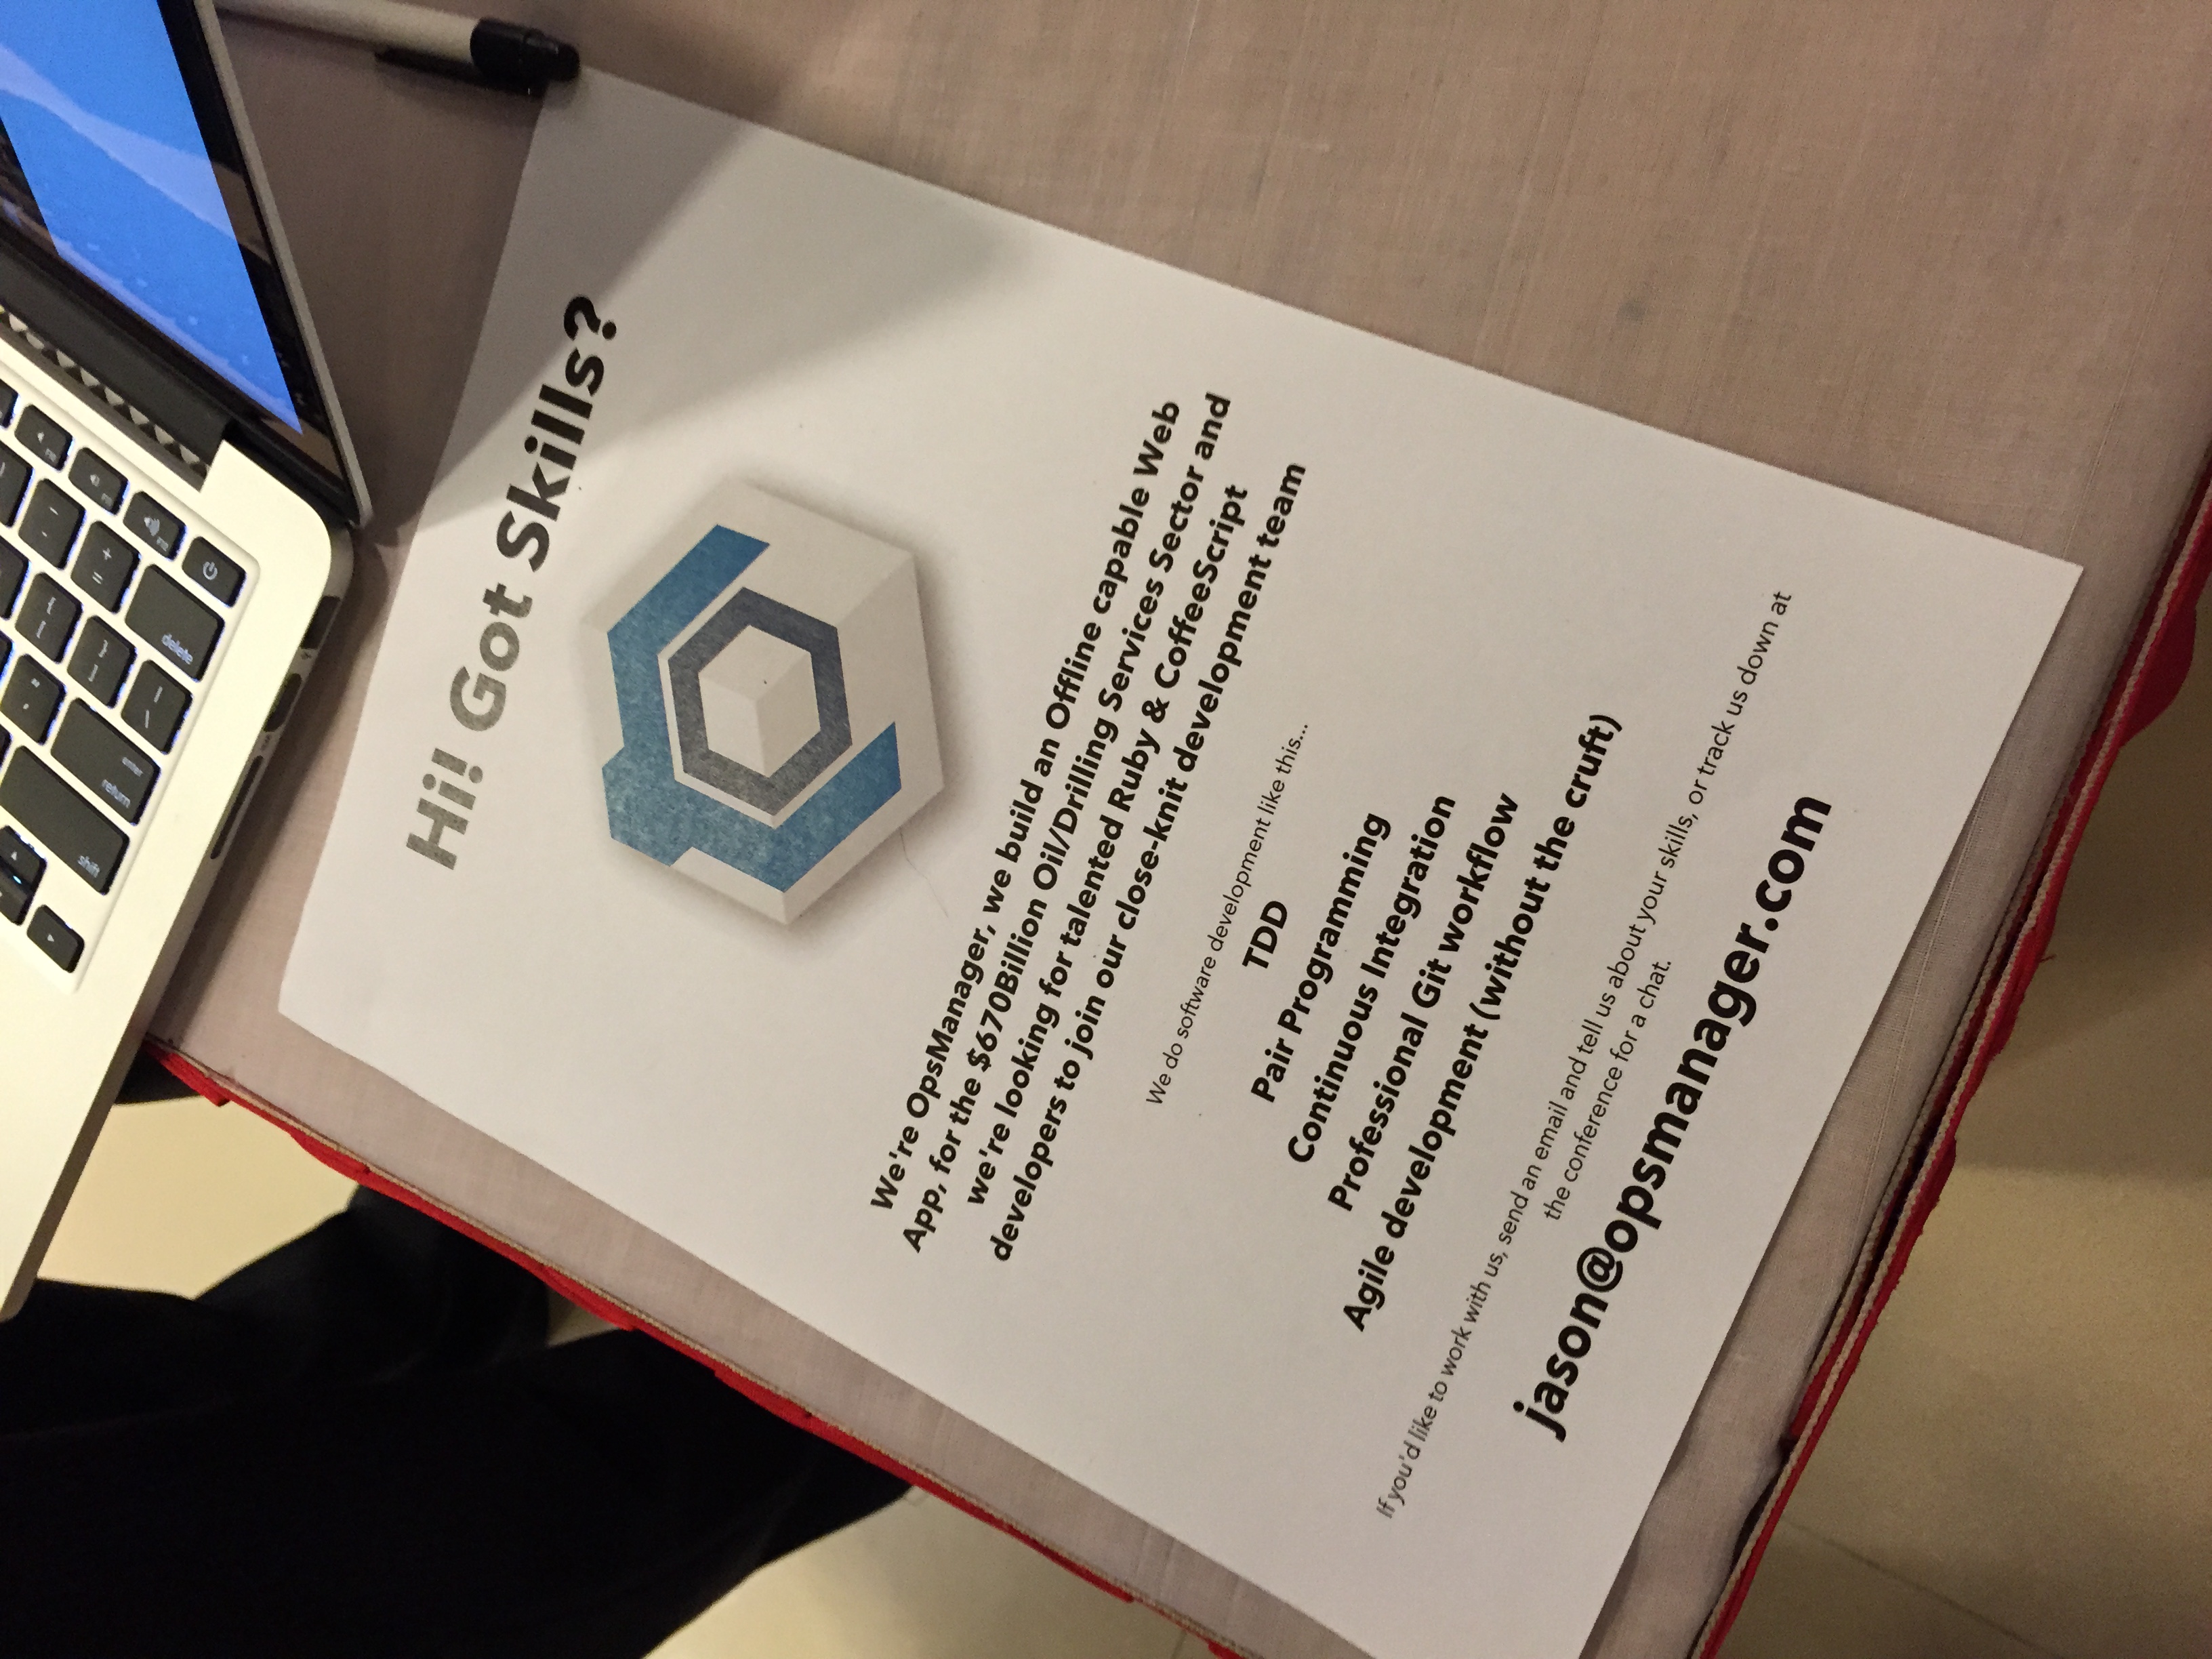 shift
return
enter
delete
Hi! Got Skills?
We're OpsManager, we build an Offline capable Web
App, for the $670Billion Oil/Drilling Services Sector and
we're looking for talented Ruby & CoffeeScript
developers to join our close-knit development team
We do software development like this...
TDD
Pair Programming
Continuous Integration
Professional Git workflow
Agile development (without the cruft)
If you'd like to work with us, send an email and tell us about your skills, or track us down at
the conference for a chat.
jason@opsmanager.com